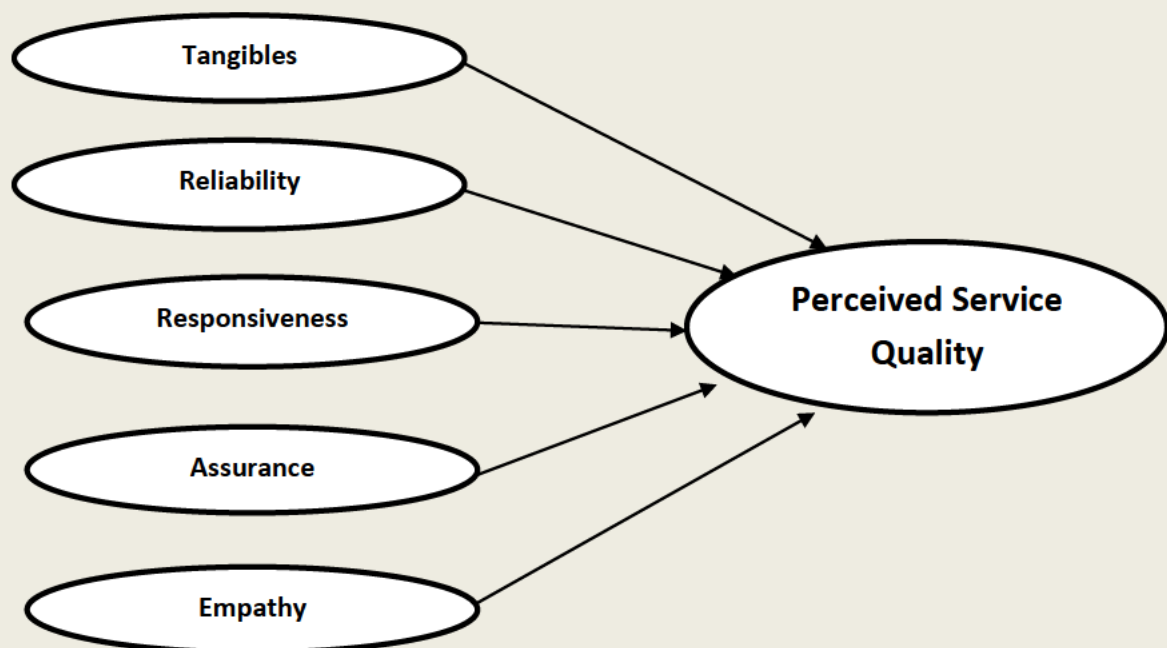 Tangibles
Reliability
Responsiveness
Assurance
Empathy
Perceived Service
Quality